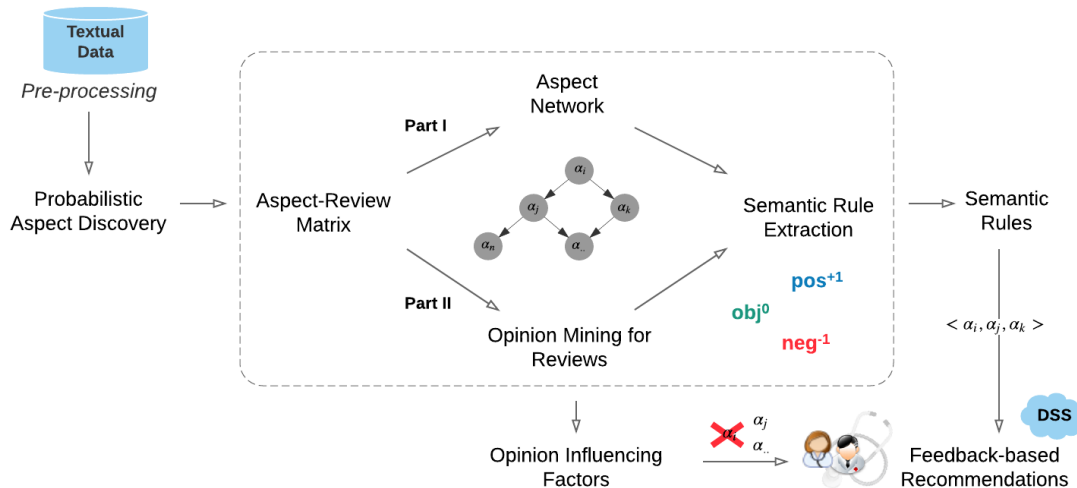 Textual
Data
Pre-processing
Probabilistic
Aspect Discovery
Aspect-Review
Matrix
Part I
Part II
Aspect
Network
αi
αj
αk
αn
α..
Opinion Mining for
Reviews
Semantic Rule
Extraction
pos+1
obj0
neg-1
Semantic
Rules
< αi, αj, αk >
DSS
Feedback-based
Recommendations
Opinion Influencing
Factors
αi
αj
α..